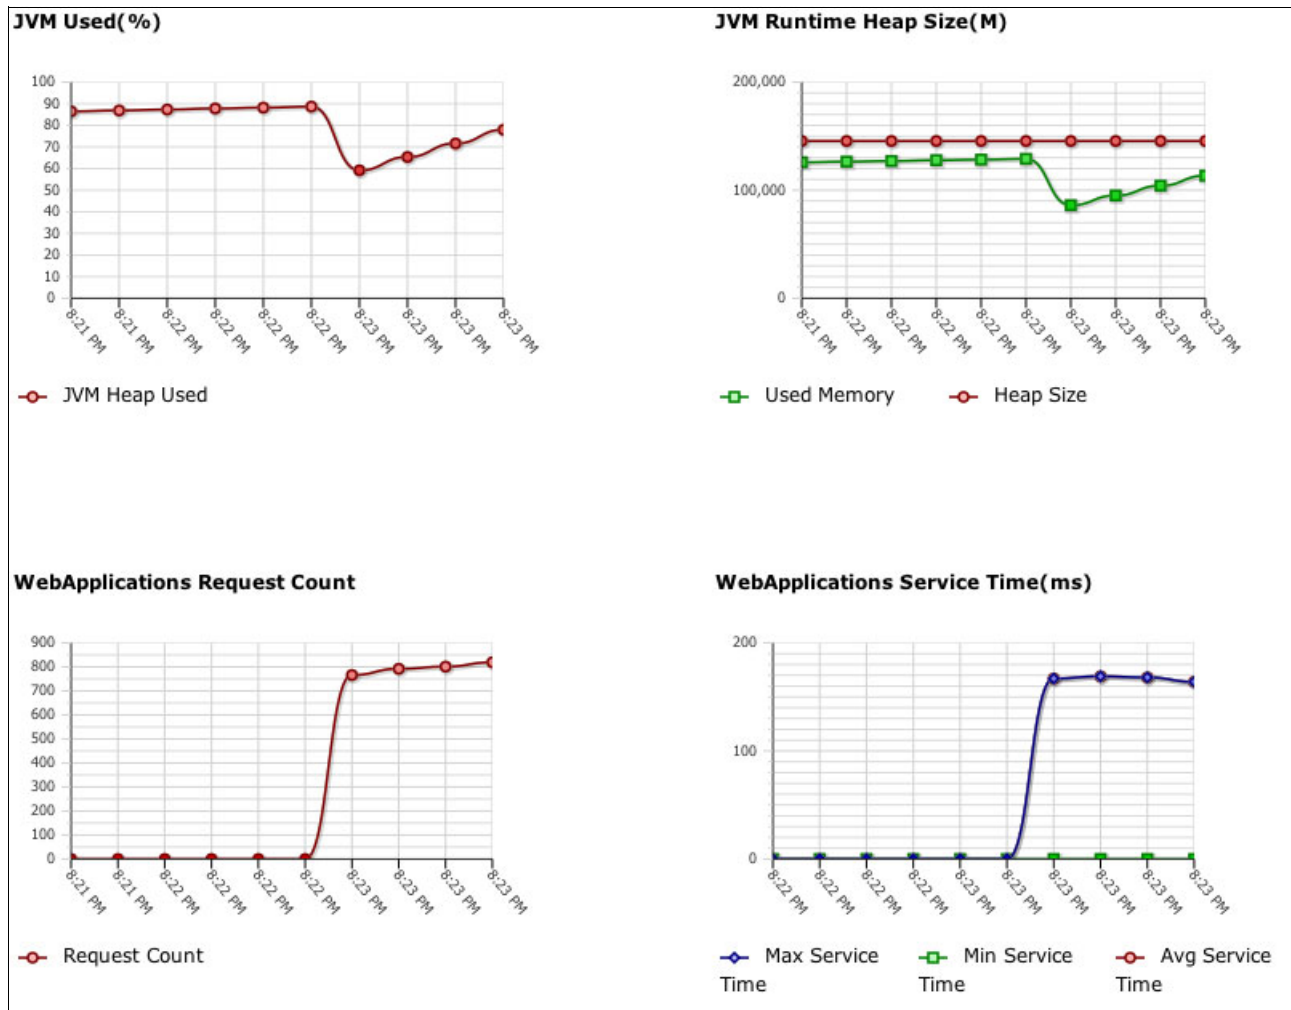 JVM Used(%)
100
90
80
70
60
50
40
30
20
10
0
8:21 PM
8:21 PM
8:22 PM
8:22 PM
8:22 PM
8:22 PM
8:23 PM
8:23 PM
8:23 PM
8:23 PM
JVM Heap Used
JVM Runtime Heap Size(M)
200,000
100,000
0
8:21 PM
8:22 PM
8:22 PM
8:22 PM
8:22 PM
8:23 PM
8:23 PM
8:23 PM
8:23 PM
8:23 PM
Used Memory
Heap Size
WebApplications Request Count
900
800
700
600
500
400
300
200
100
0
8:21 PM
8:21 PM
8:22 PM
8:22 PM
8:22 PM
8:22 PM
8:23 PM
8:23 PM
8:23 PM
8:23 PM
Request Count
WebApplications Service Time(ms)
200
100
0
8:22 PM
8:22 PM
8:22 PM
8:22 PM
8:23 PM
8:23 PM
8:23 PM
8:23 PM
8:23 PM
8:23 PM
Max Service
Time
Min Service
Time
Avg Service
Time